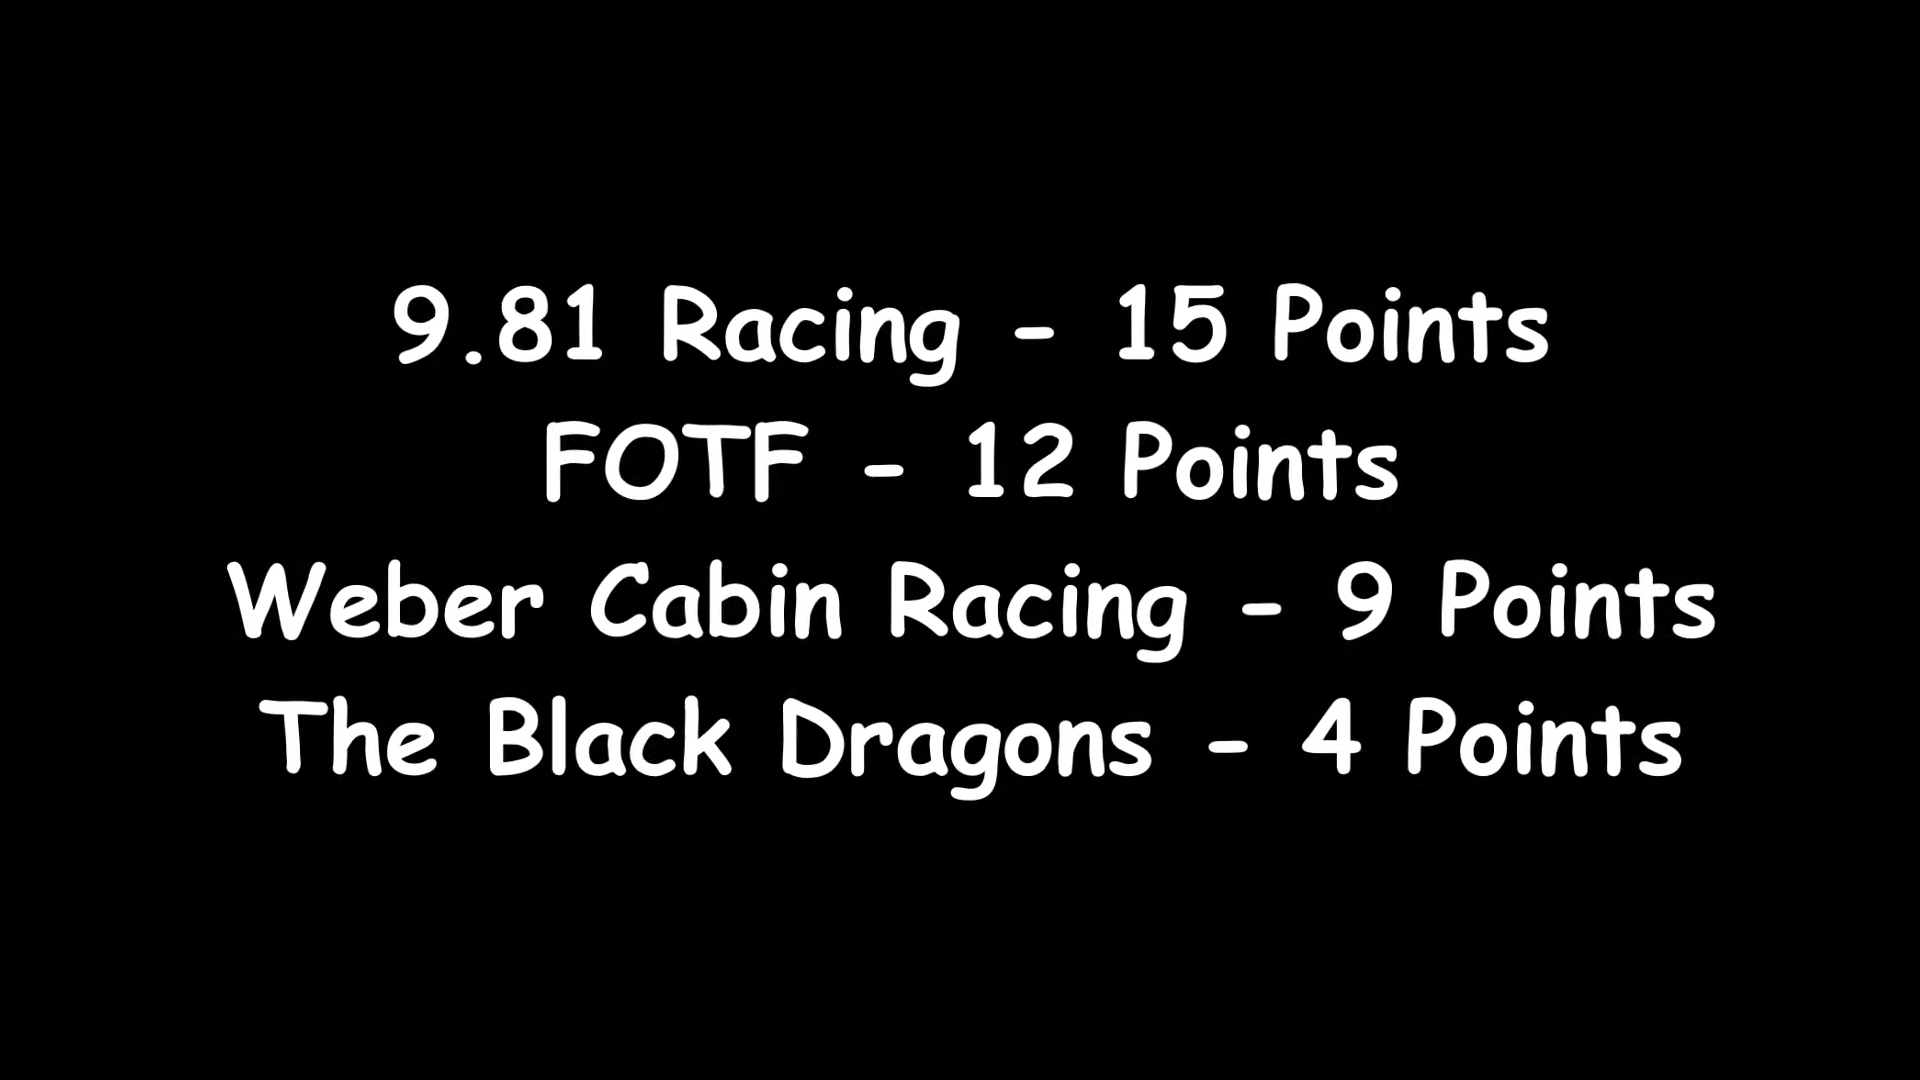 9.81 Racing - 15 Points
FOTF - 12 Points
Weber Cabin Racing - 9 Points
The Black Dragons - 4 Points